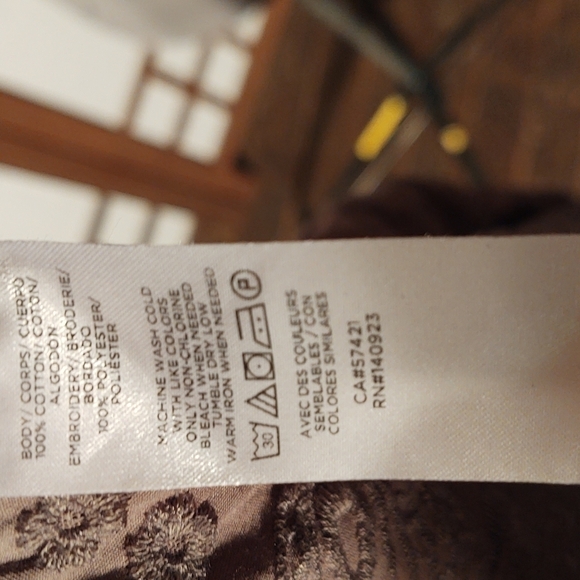 BODY/ CORPS/ CUERPO
100% COTTON/ COTON/
ALGODÓN
EMBROIDERY/ BRODERIE/
BORDADO
100% POLYESTER/
POLIÉSTER
MACHINE WASH COLD
WITH LIKE COLORS
ONLY NON-CHLORINE
BLEACH WHEN NEEDED
TUMBLE DRY LOW
WARM IRON WHEN NEEDED
30 P
AVEC DES COULEURS
SEMBLABLES / CON
COLORES SIMILARES
CA#57421
RN#140923